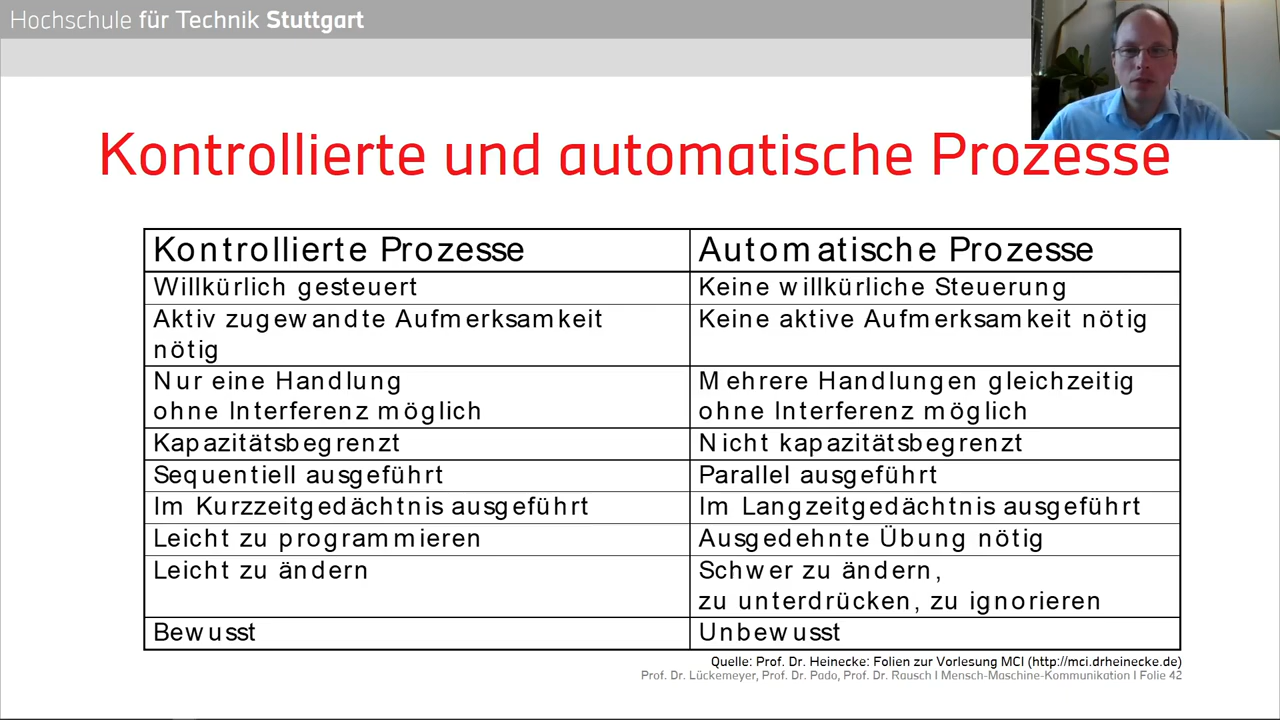 Hochschule für Technik Stuttgart
Kontrollierte und automatische Prozesse
Kontrollierte Prozesse
Automatische Prozesse
Willkürlich gesteuert
Keine willkürliche Steuerung
Aktiv zugewandte Aufmerksamkeit
nötig
Keine aktive Aufmerksamkeit nötig
Nur eine Handlung
ohne Interferenz möglich
Mehrere Handlungen gleichzeitig
ohne Interferenz möglich
Kapazitätsbegrenzt
Nicht kapazitätsbegrenzt
Sequentiell ausgeführt
Parallel ausgeführt
Im Kurzzeitgedächtnis ausgeführt
Im Langzeitgedächtnis ausgeführt
Leicht zu programmieren
Ausgedehnte Übung nötig
Leicht zu ändern
Schwer zu ändern,
zu unterdrücken, zu ignorieren
Bewusst
Unbewusst
Quelle: Prof. Dr. Heinecke: Folien zur Vorlesung MCI (http://mci.drheinecke.de)
Prof. Dr. Lückemeyer, Prof. Dr. Pado, Prof. Dr. Rausch I Mensch-Maschine-Kommunikation I Folie 42